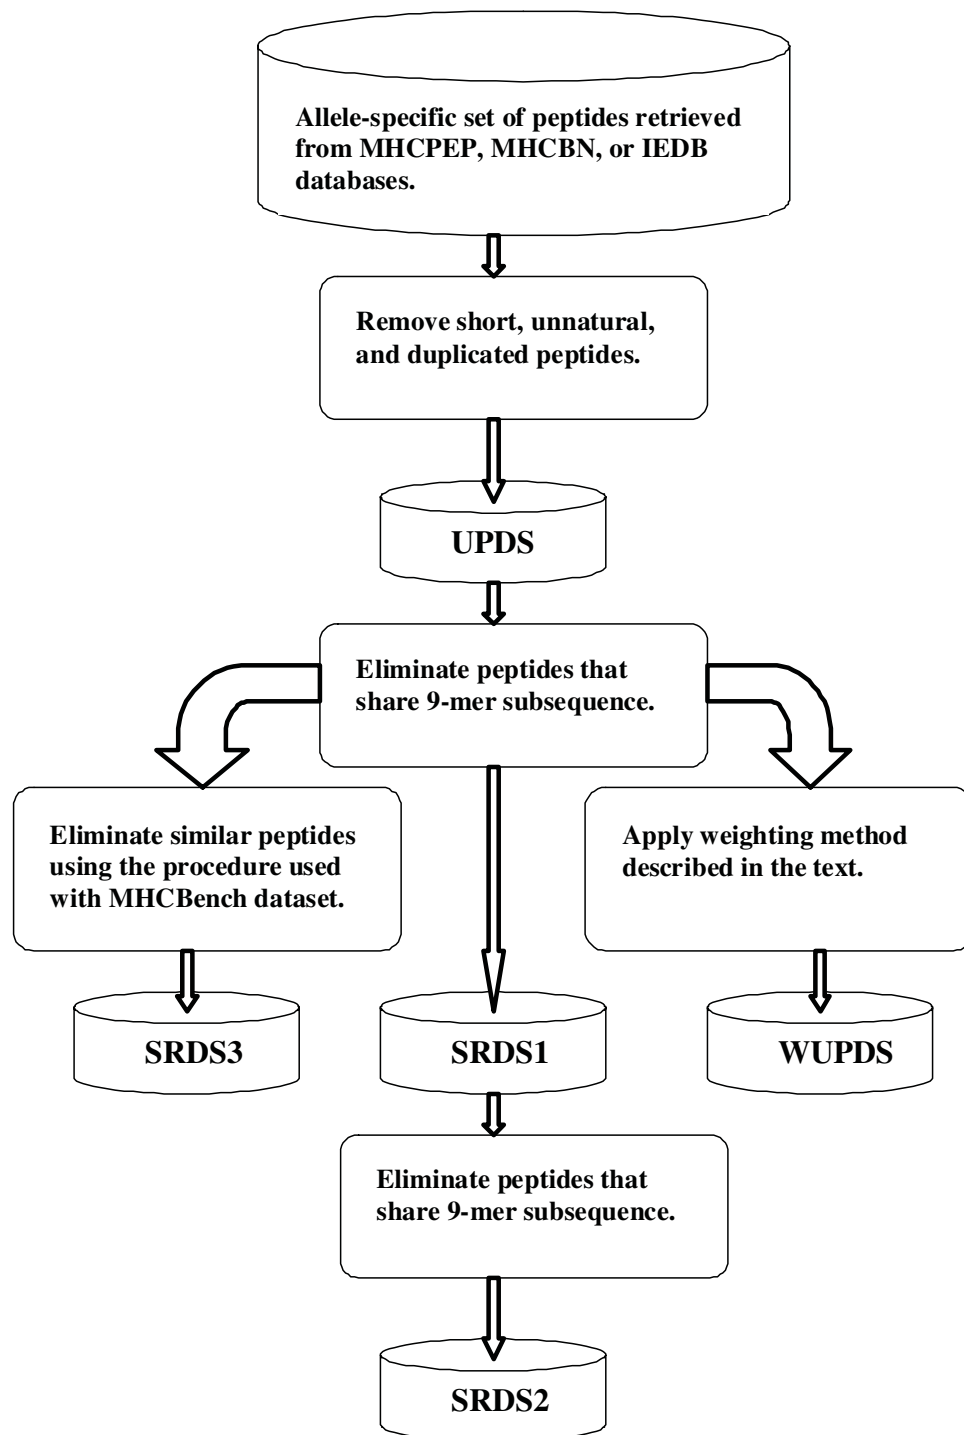 Allele-specific set of peptides retrieved
from MHCPEP, MHCBN, or IEDB
databases.
Remove short, unnatural,
and duplicated peptides.
UPDS
Eliminate peptides that
share 9-mer subsequence.
Eliminate similar peptides
using the procedure used
with MHCBench dataset.
Apply weighting method
described in the text.
SRDS3
SRDS1
WUPDS
Eliminate peptides that
share 9-mer subsequence.
SRDS2